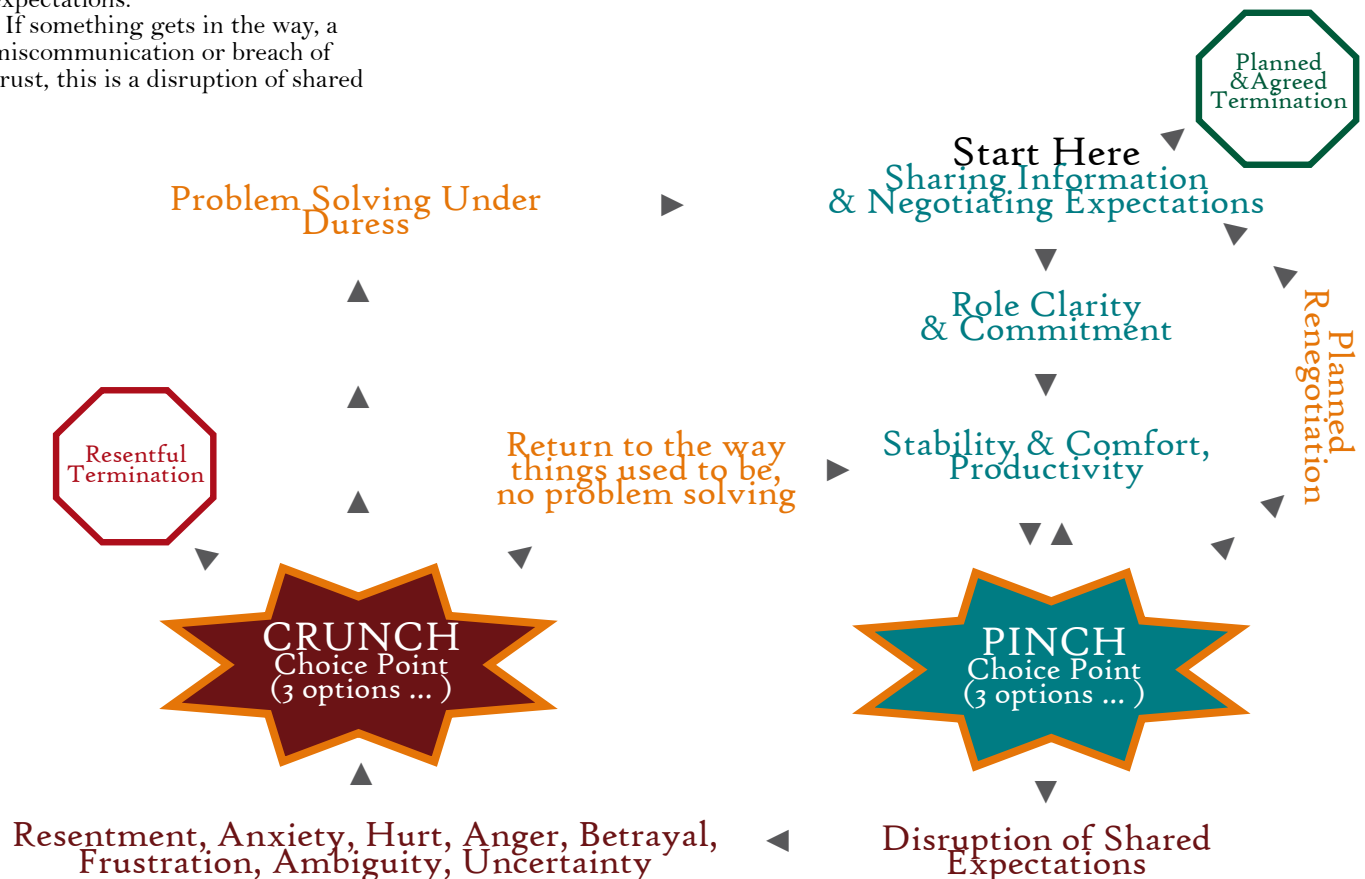 expectations.
If something gets in the way, a
miscommunication or breach of
rust, this is a disruption of shared
Planned
&Agreed
Termination
Start Here
Sharing Information
& Negotiating Expectations
Problem Solving Under
Duress
Role Clarity
& Commitment
Planned
Renegotiation
Resentful
Termination
Return to the way
things used to be,
no problem solving
Stability & Comfort,
Productivity
CRUNCH
Choice Point
(3 options ... )
PINCH
Choice Point
(3 options ... )
Resentment, Anxiety, Hurt, Anger, Betrayal,
Frustration, Ambiguity, Uncertainty
Disruption of Shared
Expectations